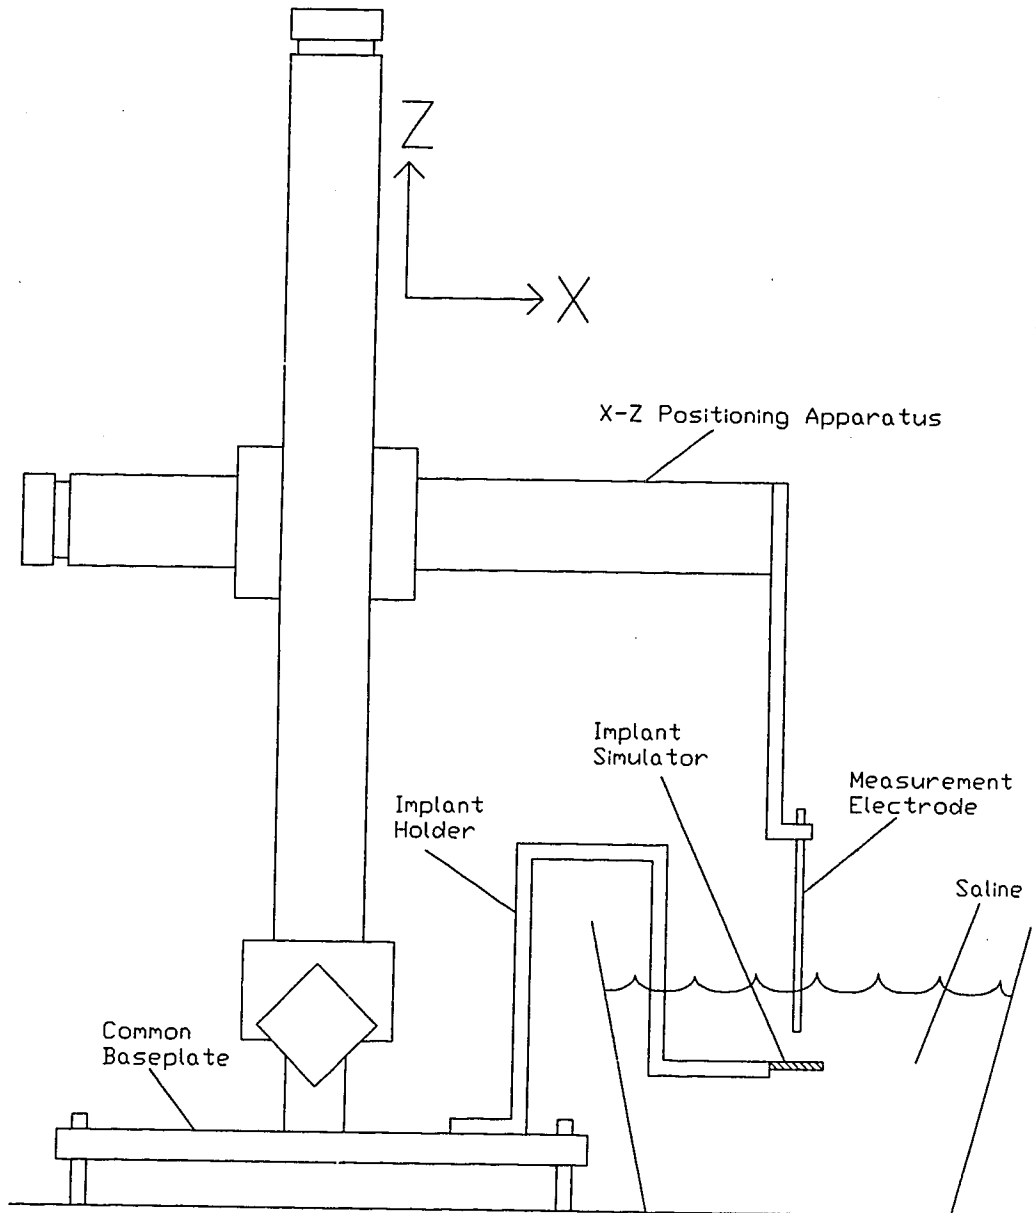 Z
X
X-Z Positioning Apparatus
Implant
Simulator
Measurement
Electrode
Implant
Holder
Saline
Common
Baseplate